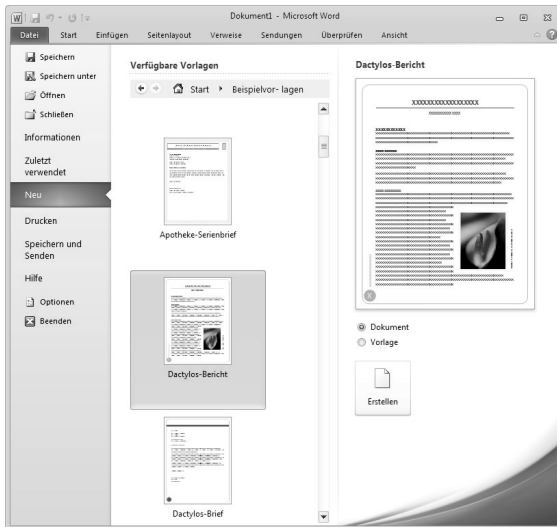 Dokument1 - Microsoft Word
Datei Start Einfügen Seitenlayout Verweise Sendungen Überprüfen Ansicht
Speichern
Speichern unter
Öffnen
Schließen
Informationen
Zuletzt
verwendet
Neu
Drucken
Speichern und
Senden
Hilfe
Optionen
Beenden
Verfügbare Vorlagen
Start Beispielvor- lagen
Apotheke-Serienbrief
Dactylos-Bericht
Dactylos-Brief
Dactylos-Bericht
Dokument
Vorlage
Erstellen